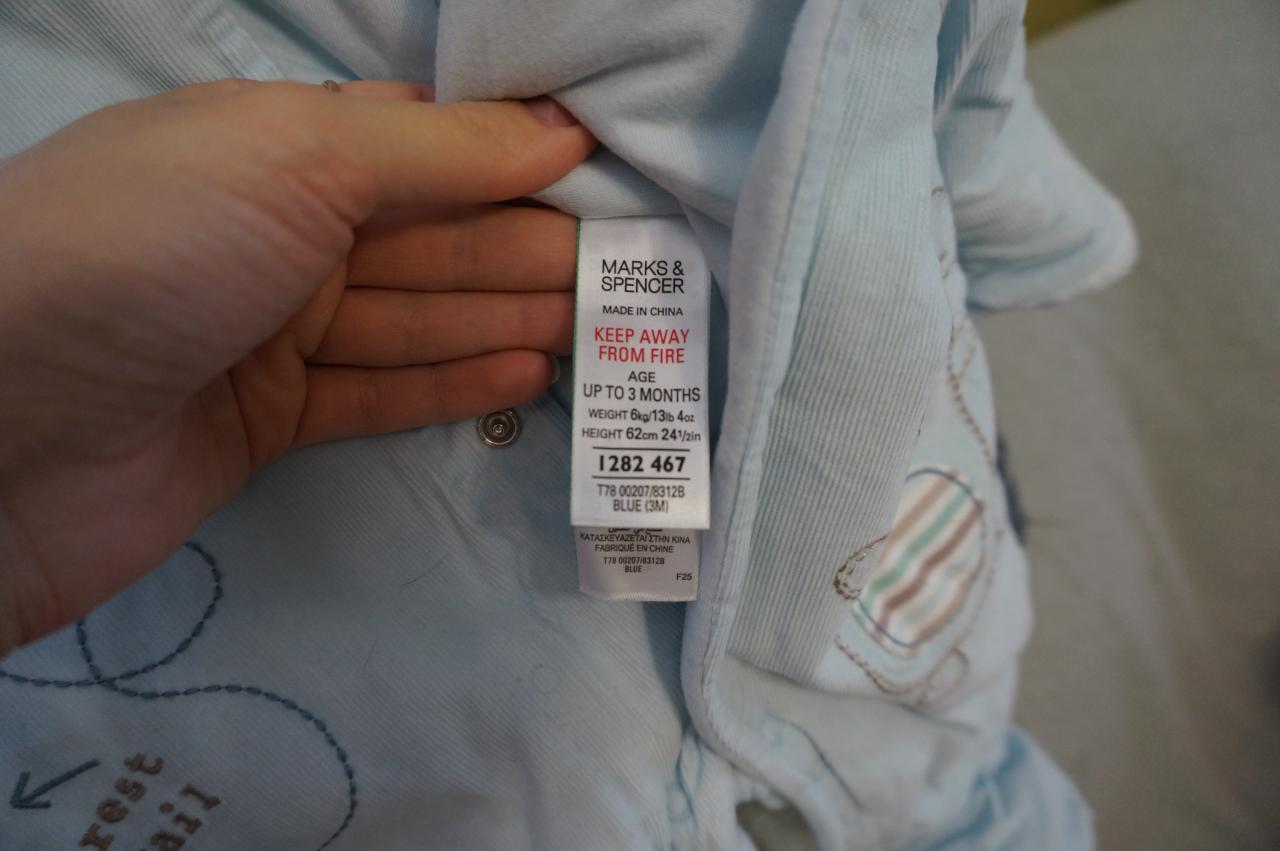 MARKS &
SPENCER
MADE IN CHINA
KEEP AWAY
FROM FIRE
AGE
UP TO 3 MONTHS
WEIGHT 6kg/13lb 4oz
HEIGHT 62cm 24½in
1282 467
T78 00207/8312B
BLUE (3M)
ΚΑΤΑΣΚΕΥΑΖΕΤΑΙ ΣΤΗΝ ΚΙΝΑ
FABRIQUÉ EN CHINE
T78 00207/8312B
BLUE
F25
rest
ail